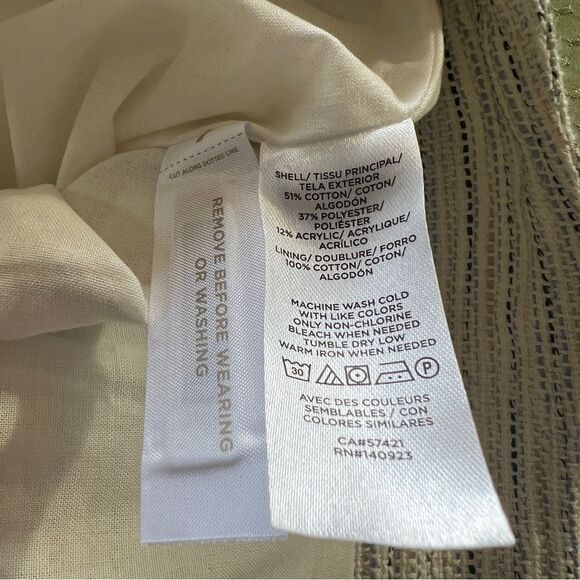 CUT ALONG DOTTED LINE
REMOVE BEFORE WEARING
OR WASHING
SHELL/ TISSU PRINCIPAL/
TELA EXTERIOR
51% COTTON/ COTON/
ALGODÓN
37% POLYESTER/
POLIÉSTER
12% ACRYLIC/ ACRYLIQUE/
ACRÍLICO
LINING/ DOUBLURE/ FORRO
100% COTTON/ COTON/
ALGODÓN
MACHINE WASH COLD
WITH LIKE COLORS
ONLY NON-CHLORINE
BLEACH WHEN NEEDED
TUMBLE DRY LOW
WARM IRON WHEN NEEDED
30 P
AVEC DES COULEURS
SEMBLABLES / CON
COLORES SIMILARES
CA#57421
RN#140923